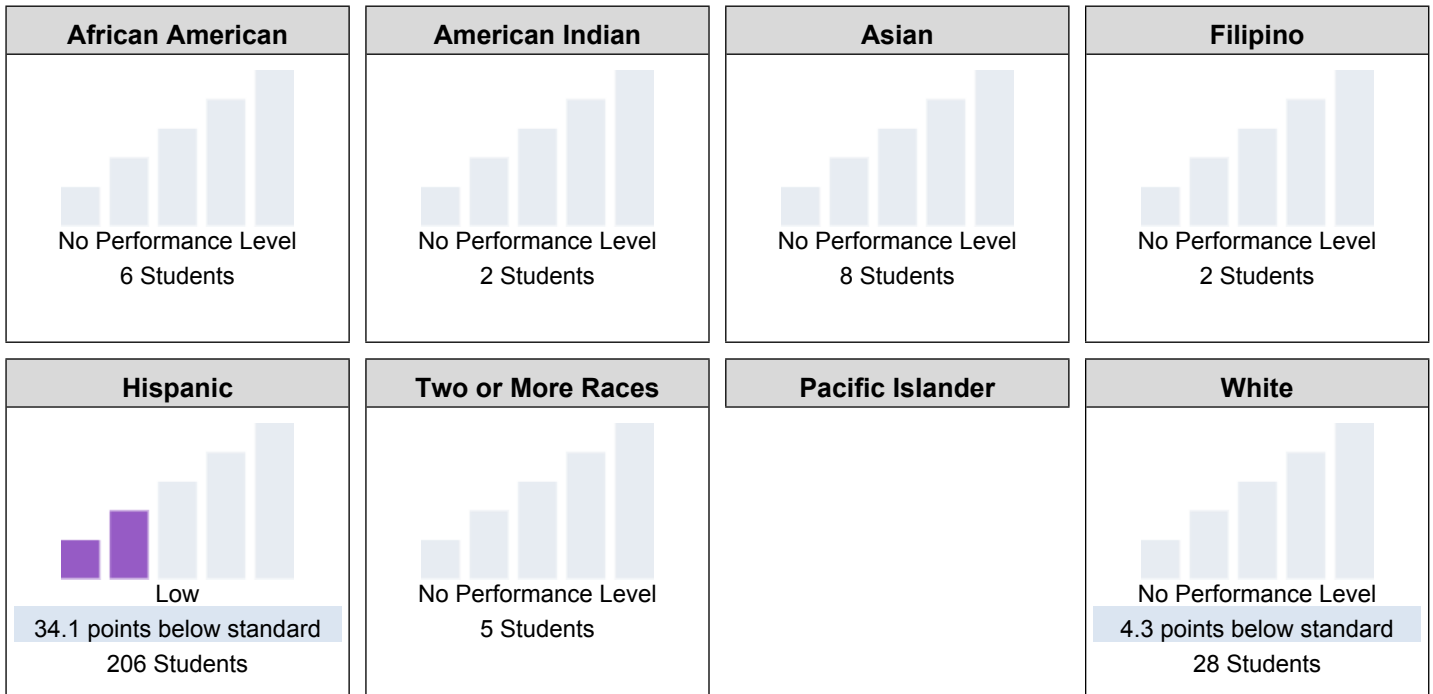 African American
No Performance Level
6 Students
American Indian
No Performance Level
2 Students
Asian
No Performance Level
8 Students
Filipino
No Performance Level
2 Students
Hispanic
Low
34.1 points below standard
206 Students
Two or More Races
No Performance Level
5 Students
Pacific Islander
White
No Performance Level
4.3 points below standard
28 Students